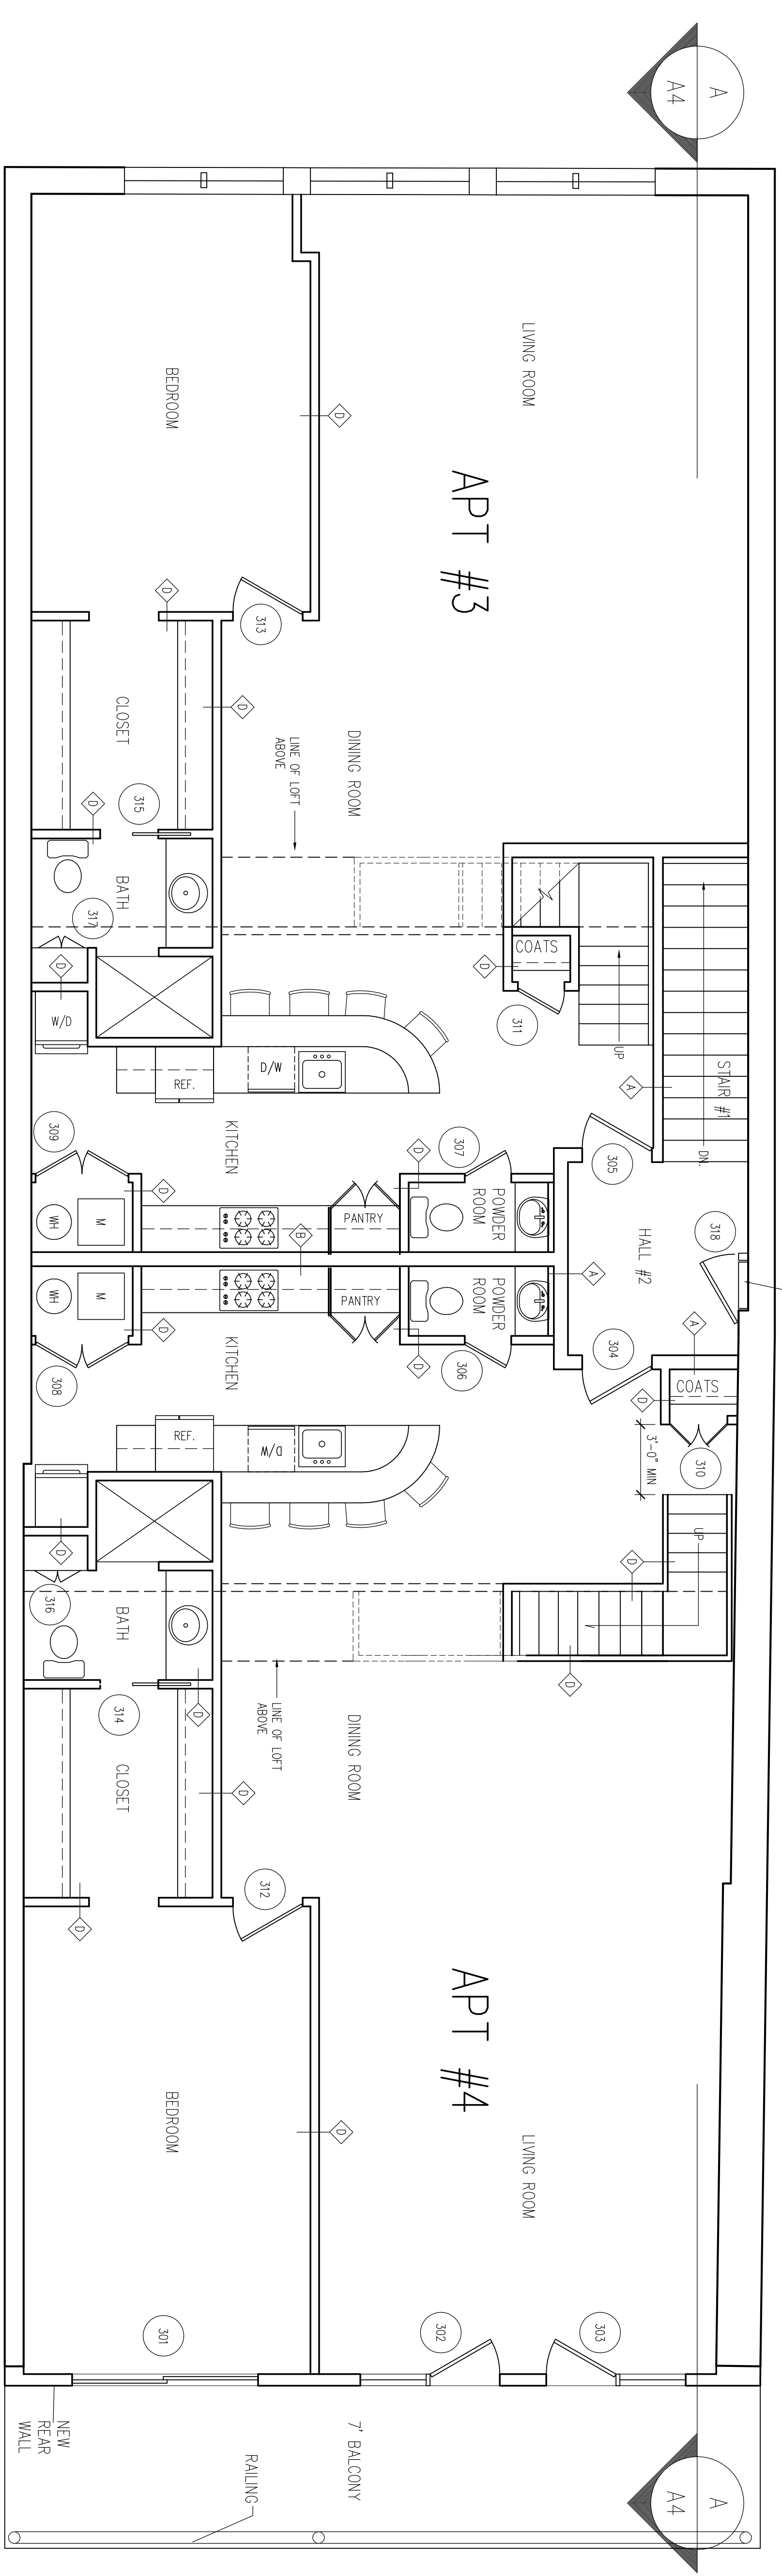 A
A4
LIVING ROOM
BEDROOM
D
APT #3
D
313
CLOSET
D
DINING ROOM
LINE OF LOFT
ABOVE
315
D
BATH
317
D
W/D
COATS
D
311
UP
STAIR #1
DN.
A
D/W
REF.
KITCHEN
309
307
D
305
318
HALL #2
D
WH
M
PANTRY
POWDER
ROOM
B
A
WH
M
PANTRY
POWDER
ROOM
D
D
308
KITCHEN
306
304
A
COATS
D
310
3'-0" MIN
REF.
D/W
D
UP
D
316
BATH
D
D
314
LINE OF LOFT
ABOVE
DINING ROOM
CLOSET
D
D
312
APT #4
BEDROOM
D
LIVING ROOM
301
302
303
NEW
REAR
WALL
7' BALCONY
RAILING
A
A4